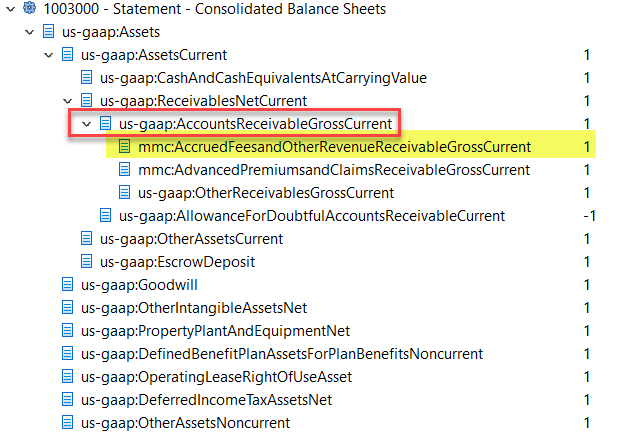 1003000 - Statement - Consolidated Balance Sheets
us-gaap:Assets
us-gaap:AssetsCurrent 1
us-gaap:CashAndCashEquivalentsAtCarryingValue 1
us-gaap:ReceivablesNetCurrent 1
us-gaap:AccountsReceivableGrossCurrent 1
mmc:AccruedFeesandOtherRevenueReceivableGrossCurrent 1
mmc:AdvancedPremiumsandClaimsReceivableGrossCurrent 1
us-gaap:OtherReceivablesGrossCurrent 1
us-gaap:AllowanceForDoubtfulAccountsReceivableCurrent -1
us-gaap:OtherAssetsCurrent 1
us-gaap:EscrowDeposit 1
us-gaap:Goodwill 1
us-gaap:OtherIntangibleAssetsNet 1
us-gaap:PropertyPlantAndEquipmentNet 1
us-gaap:DefinedBenefitPlanAssetsForPlanBenefitsNoncurrent 1
us-gaap:OperatingLeaseRightOfUseAsset 1
us-gaap:DeferredIncomeTaxAssetsNet 1
us-gaap:OtherAssetsNoncurrent 1